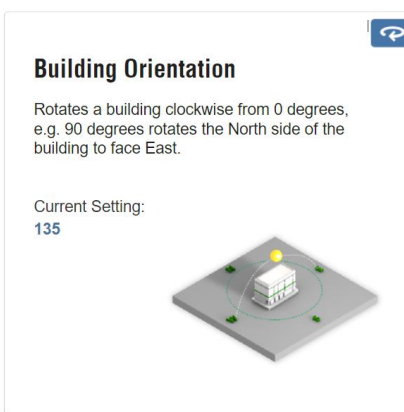 Building Orientation
Rotates a building clockwise from 0 degrees,
e.g. 90 degrees rotates the North side of the
building to face East.
Current Setting:
135